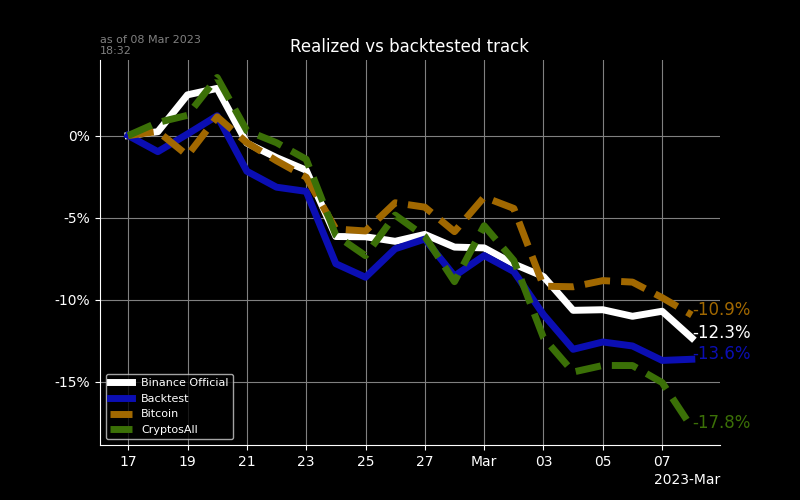 as of 08 Mar 2023
18:32
Realized vs backtested track
0%
-5%
-10%
-15%
-10.9%
-12.3%
-13.6%
-17.8%
Binance Official
Backtest
Bitcoin
CryptosAll
17 19 21 23 25 27 Mar 03 05 07
2023-Mar